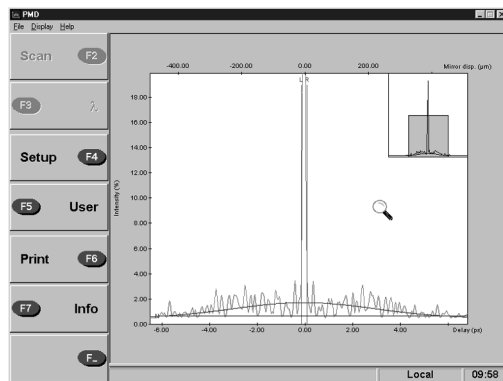 PMD
File Display Help
Scan F2
F3 λ
Setup F4
F5 User
Print F6
F7 Info
F_
-400.00 -200.00 0.00 200.00 Mirror disp. (µm)
L R
Intensity (%)
18.00
16.00
14.00
12.00
10.00
8.00
6.00
4.00
2.00
0.00
-6.00 -4.00 -2.00 0.00 2.00 4.00 Delay (ps)
Local 09:58